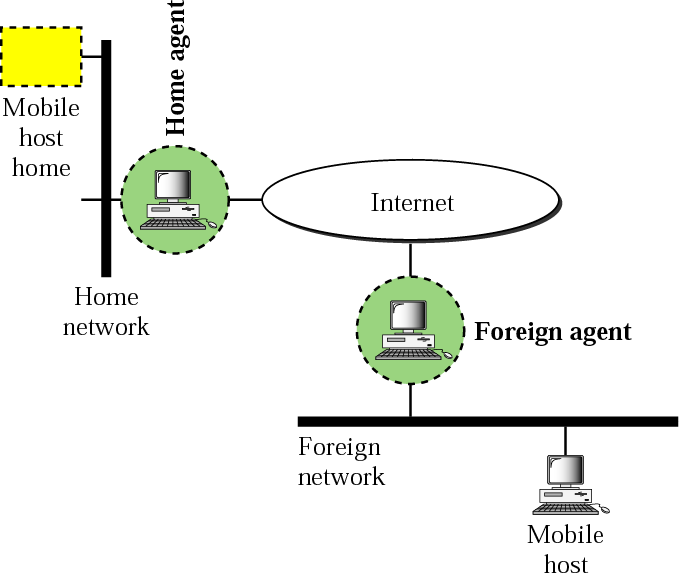 Home agent
Mobile
host
home
Internet
Home
network
Foreign agent
Foreign
network
Mobile
host